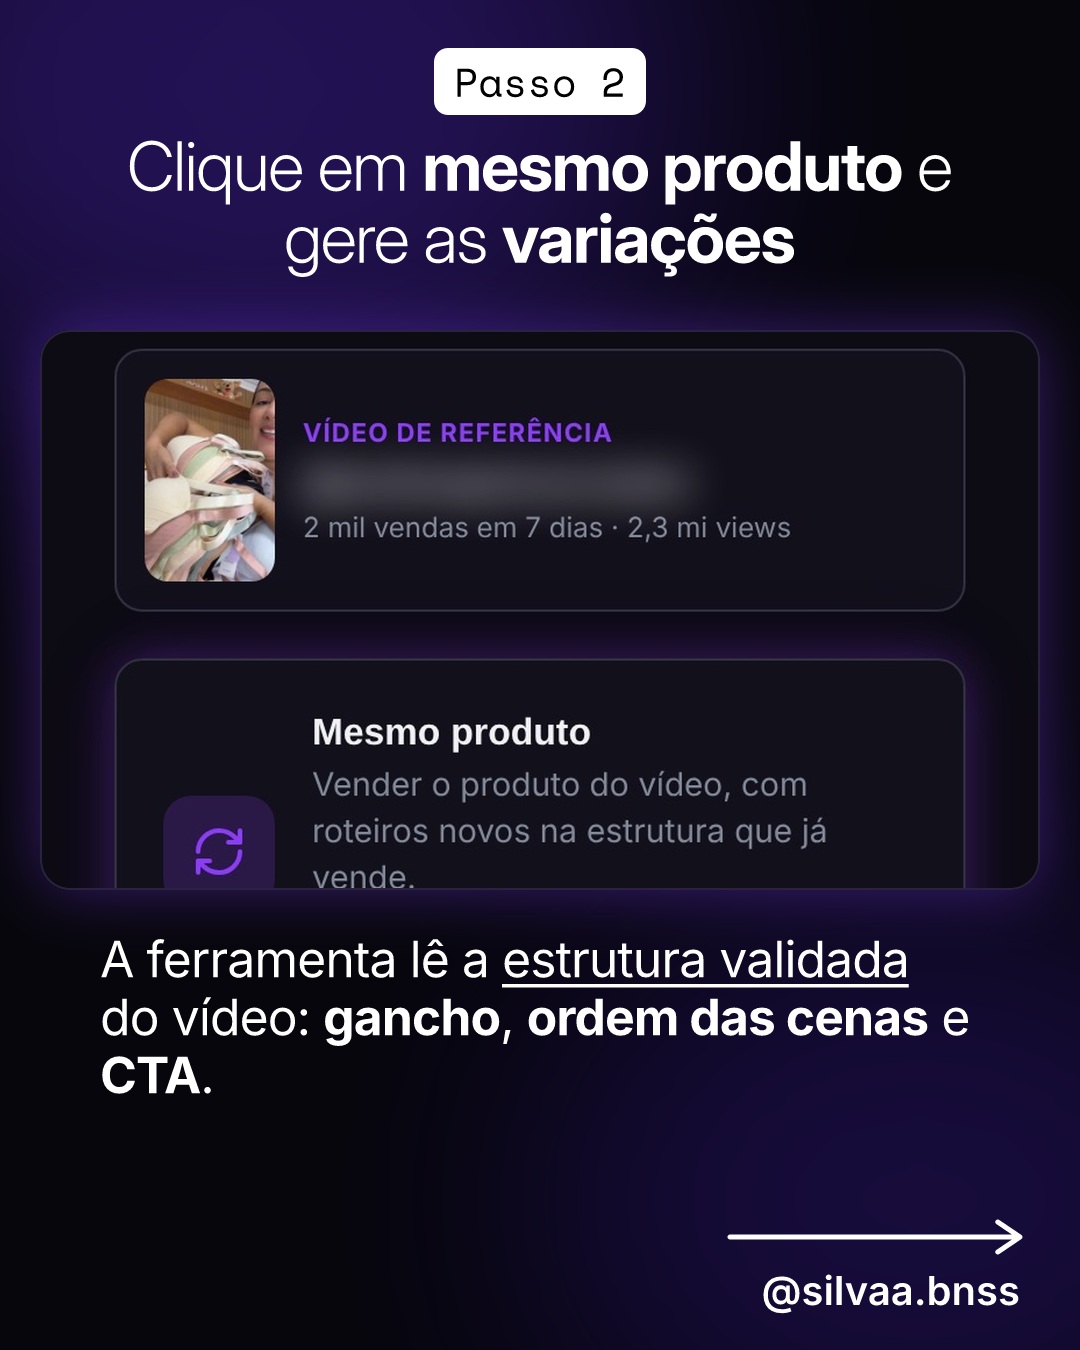 Passo 2
Clique em mesmo produto e
gere as variações
VÍDEO DE REFERÊNCIA
2 mil vendas em 7 dias · 2,3 mi views
Mesmo produto
Vender o produto do vídeo, com
roteiros novos na estrutura que já
vende.
A ferramenta lê a estrutura validada
do vídeo: gancho, ordem das cenas e
CTA.
@silvaa.bnss